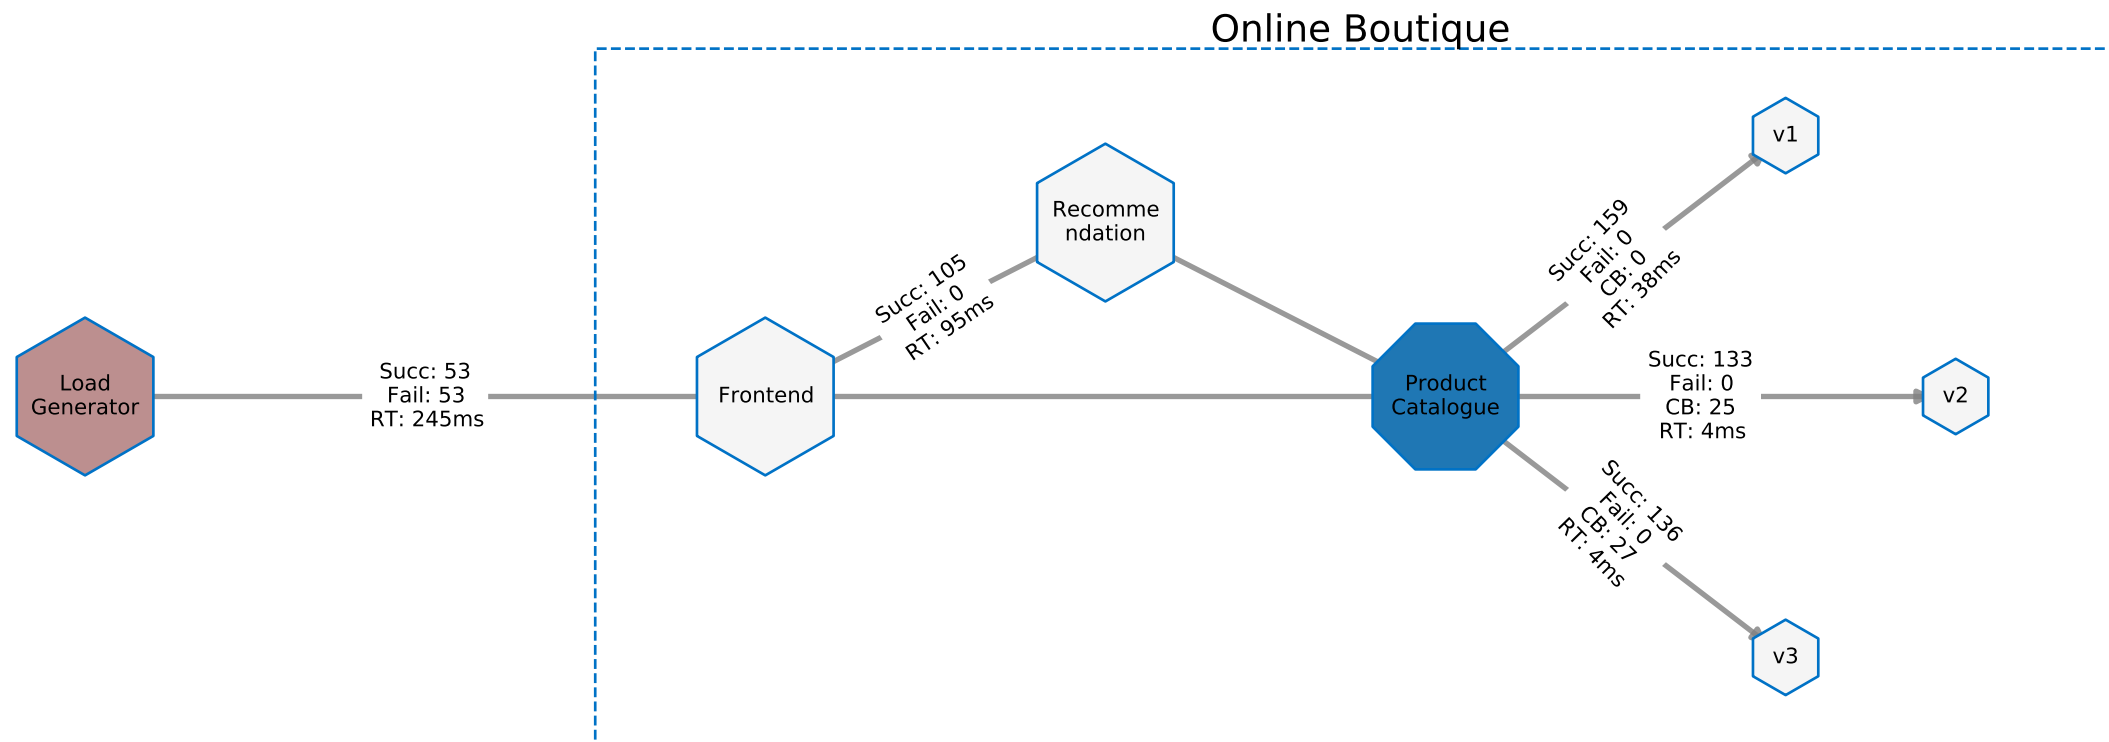 Online Boutique
Load
Generator
Succ: 53
Fail: 53
RT: 245ms
Frontend
Succ: 105
Fail: 0
RT: 95ms
Recomme
ndation
Product
Catalogue
Succ: 159
Fail: 0
CB: 0
RT: 38ms
v1
Succ: 133
Fail: 0
CB: 25
RT: 4ms
v2
Succ: 136
Fail: 0
CB: 27
RT: 4ms
v3